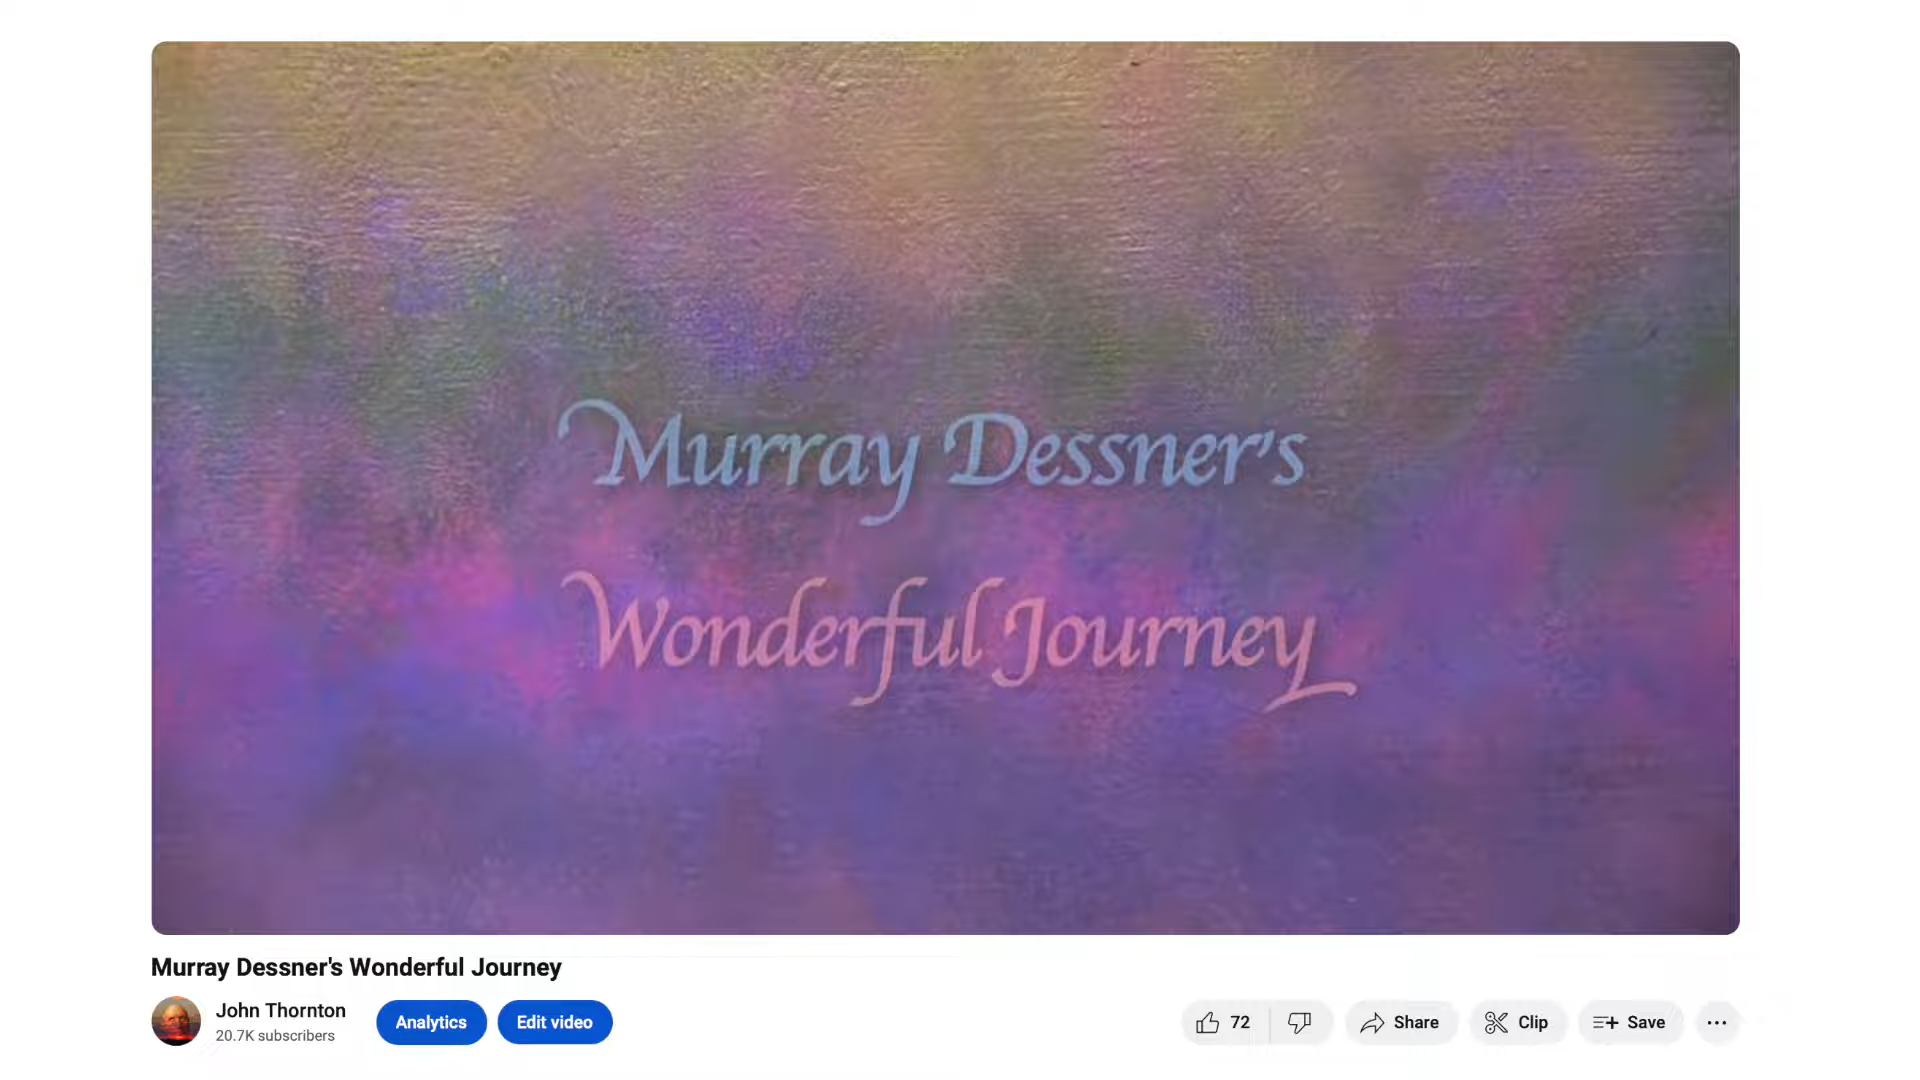 Murray Dessner's
Wonderful Journey
Murray Dessner's Wonderful Journey
John Thornton
20.7K subscribers
Analytics
Edit video
72
Share
Clip
Save